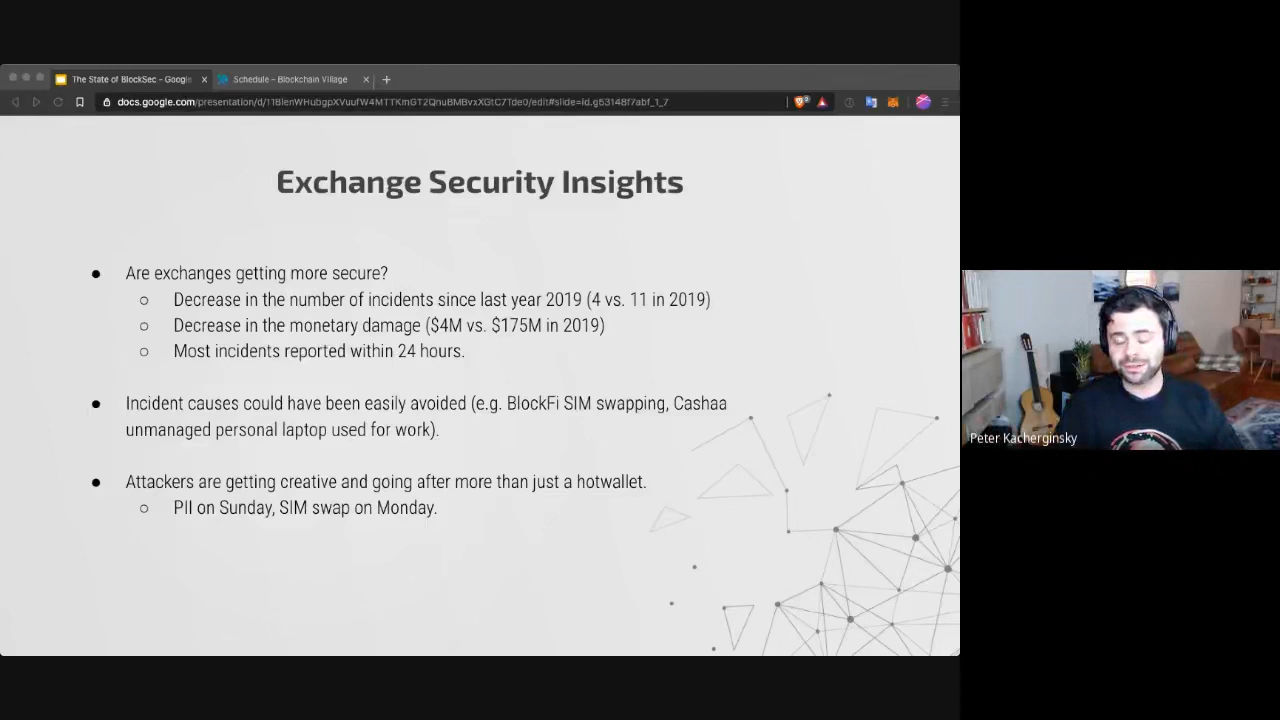 The State of BlockSec – Google
Schedule – Blockchain Village
Exchange Security Insights
● Are exchanges getting more secure?
○ Decrease in the number of incidents since last year 2019 (4 vs. 11 in 2019)
○ Decrease in the monetary damage ($4M vs. $175M in 2019)
○ Most incidents reported within 24 hours.
● Incident causes could have been easily avoided (e.g. BlockFi SIM swapping, Cashaa
unmanaged personal laptop used for work).
● Attackers are getting creative and going after more than just a hotwallet.
○ PII on Sunday, SIM swap on Monday.
Peter Kacherginsky